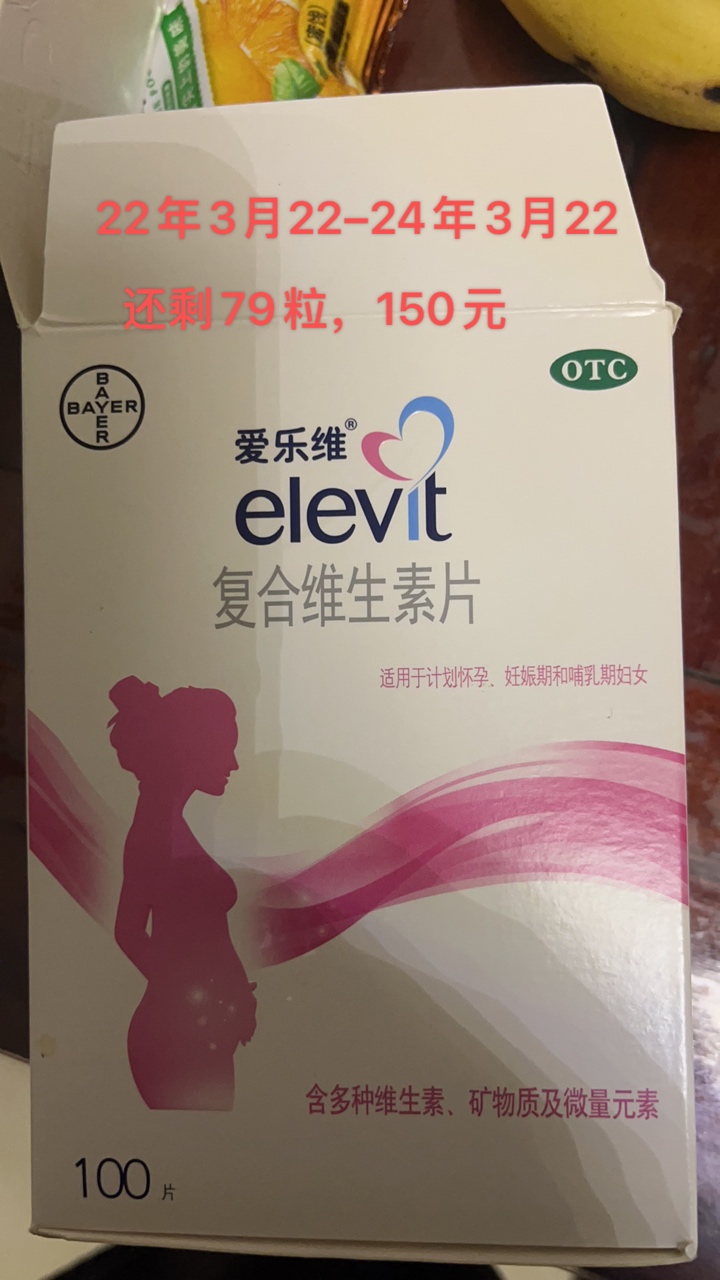 22年3月22-24年3月22
还剩79粒，150元
OTC
BAYER
BAYER
爱乐维®
elevit
复合维生素片
适用于计划怀孕、妊娠期和哺乳期妇女
含多种维生素、矿物质及微量元素
100片